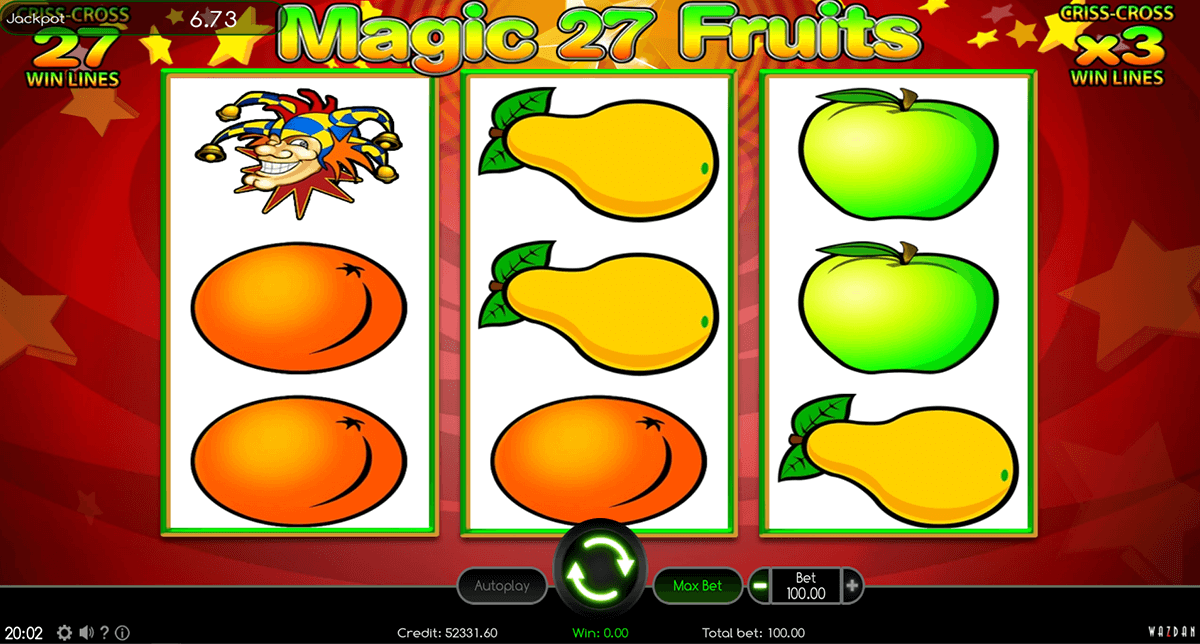 Jackpot 6.73
CRISS-CROSS
27
WIN LINES
Magic 27 Fruits
CRISS-CROSS
x3
WIN LINES
Autoplay
Max Bet
Bet
100.00
20:02
Credit: 52331.60
Win: 0.00
Total bet: 100.00
WAZDAN